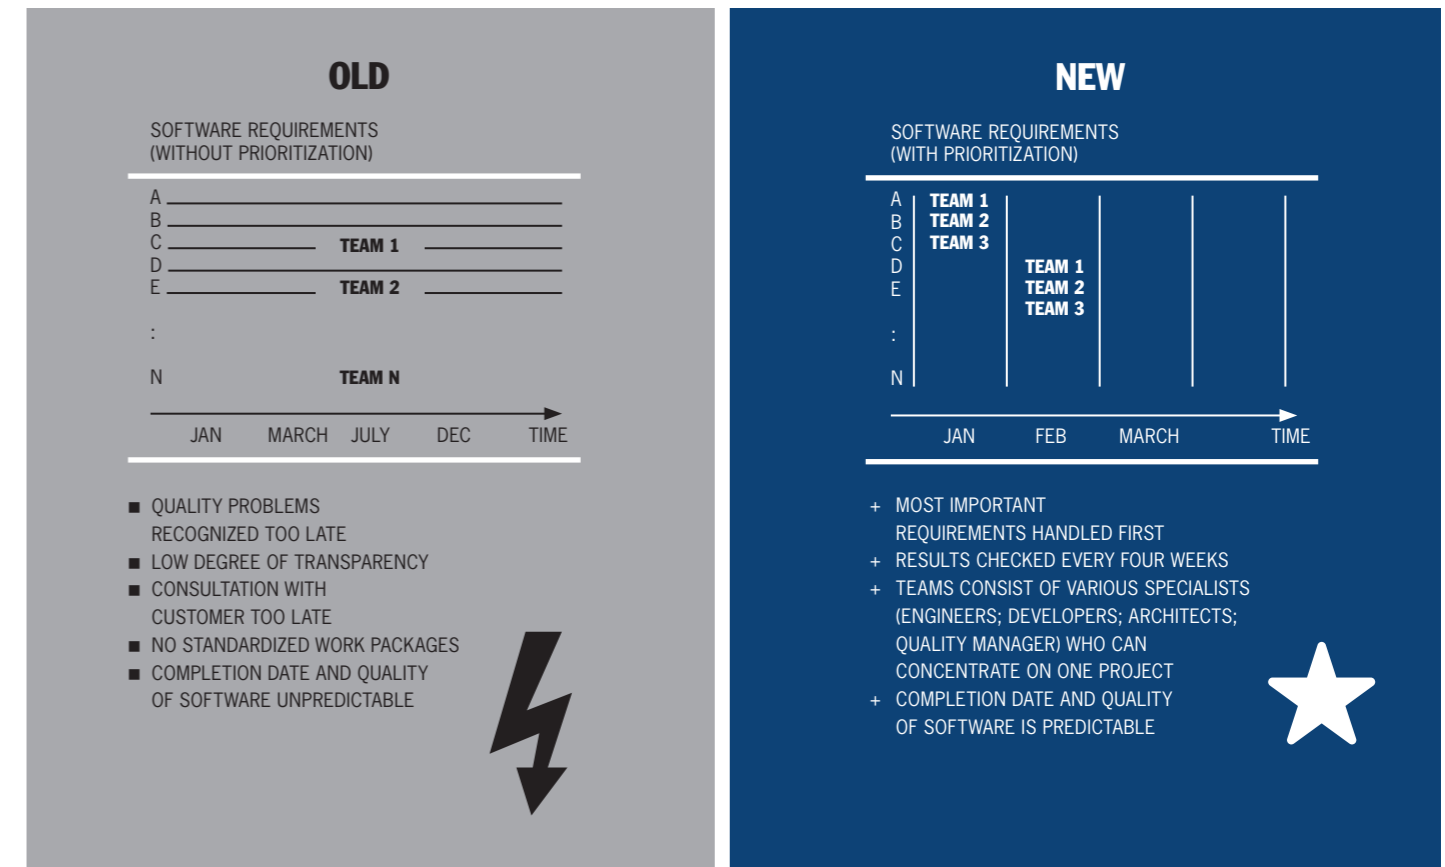 OLD
SOFTWARE REQUIREMENTS
(WITHOUT PRIORITIZATION)
A
B
C TEAM 1
D
E TEAM 2
:
N TEAM N
JAN MARCH JULY DEC TIME
■ QUALITY PROBLEMS
RECOGNIZED TOO LATE
■ LOW DEGREE OF TRANSPARENCY
■ CONSULTATION WITH
CUSTOMER TOO LATE
■ NO STANDARDIZED WORK PACKAGES
■ COMPLETION DATE AND QUALITY
OF SOFTWARE UNPREDICTABLE
NEW
SOFTWARE REQUIREMENTS
(WITH PRIORITIZATION)
A TEAM 1
B TEAM 2
C TEAM 3
D TEAM 1
E TEAM 2
TEAM 3
:
N
JAN FEB MARCH TIME
+ MOST IMPORTANT
REQUIREMENTS HANDLED FIRST
+ RESULTS CHECKED EVERY FOUR WEEKS
+ TEAMS CONSIST OF VARIOUS SPECIALISTS
(ENGINEERS; DEVELOPERS; ARCHITECTS;
QUALITY MANAGER) WHO CAN
CONCENTRATE ON ONE PROJECT
+ COMPLETION DATE AND QUALITY
OF SOFTWARE IS PREDICTABLE